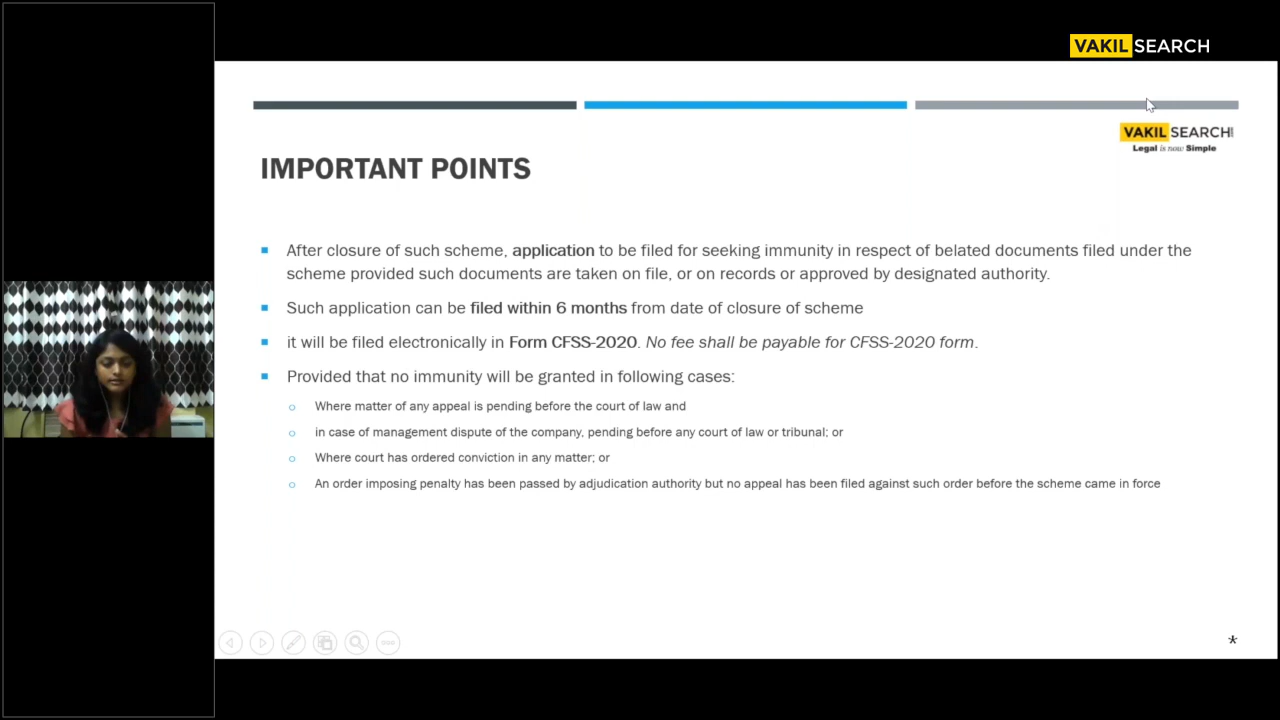 VAKILSEARCH
VAKILSEARCH
Legal is now Simple
IMPORTANT POINTS
After closure of such scheme, application to be filed for seeking immunity in respect of belated documents filed under the
scheme provided such documents are taken on file, or on records or approved by designated authority.
Such application can be filed within 6 months from date of closure of scheme
it will be filed electronically in Form CFSS-2020. No fee shall be payable for CFSS-2020 form.
Provided that no immunity will be granted in following cases:
Where matter of any appeal is pending before the court of law and
in case of management dispute of the company, pending before any court of law or tribunal; or
Where court has ordered conviction in any matter; or
An order imposing penalty has been passed by adjudication authority but no appeal has been filed against such order before the scheme came in force
*